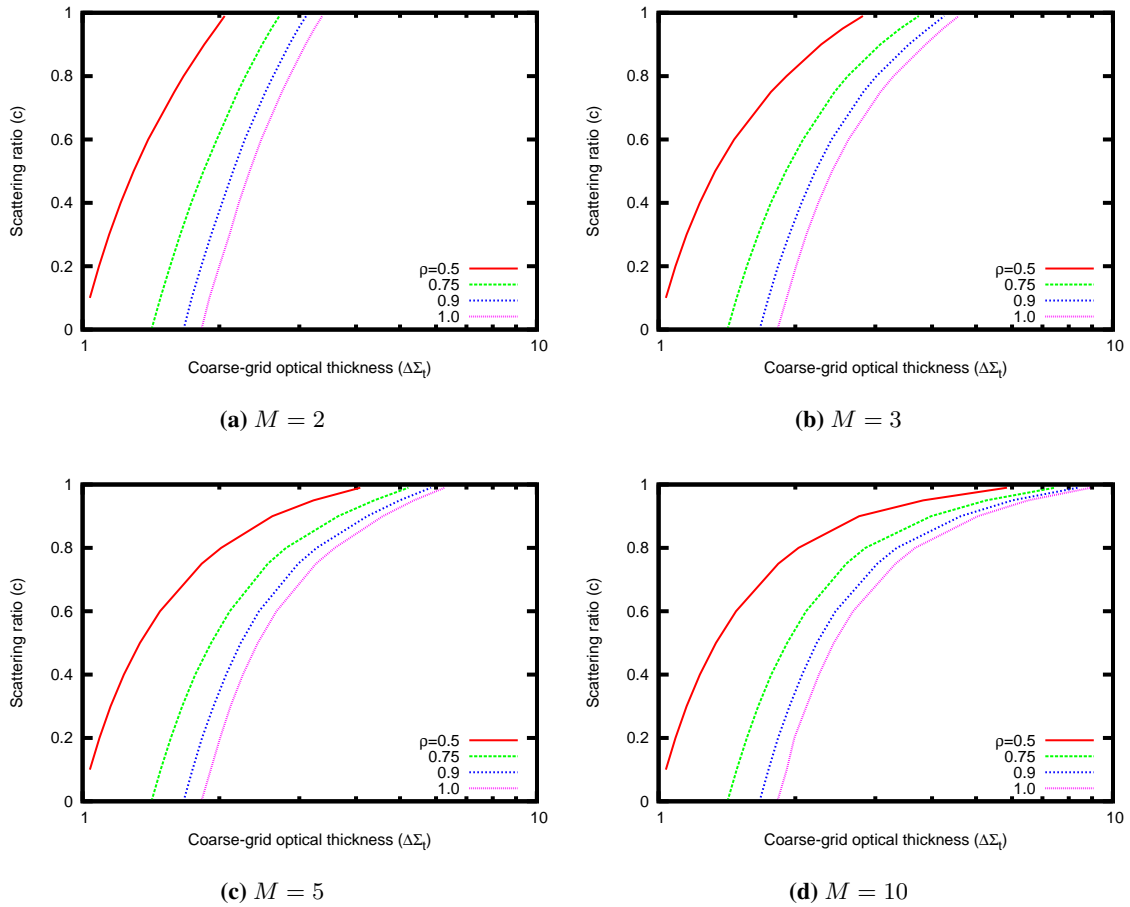 1
0.8
0.6
0.4
0.2
0
1
10
Scattering ratio (c)
Coarse-grid optical thickness (ΔΣt)
ρ=0.5
0.75
0.9
1.0
(a) M = 2
1
0.8
0.6
0.4
0.2
0
1
10
Scattering ratio (c)
Coarse-grid optical thickness (ΔΣt)
ρ=0.5
0.75
0.9
1.0
(b) M = 3
1
0.8
0.6
0.4
0.2
0
1
10
Scattering ratio (c)
Coarse-grid optical thickness (ΔΣt)
ρ=0.5
0.75
0.9
1.0
(c) M = 5
1
0.8
0.6
0.4
0.2
0
1
10
Scattering ratio (c)
Coarse-grid optical thickness (ΔΣt)
ρ=0.5
0.75
0.9
1.0
(d) M = 10